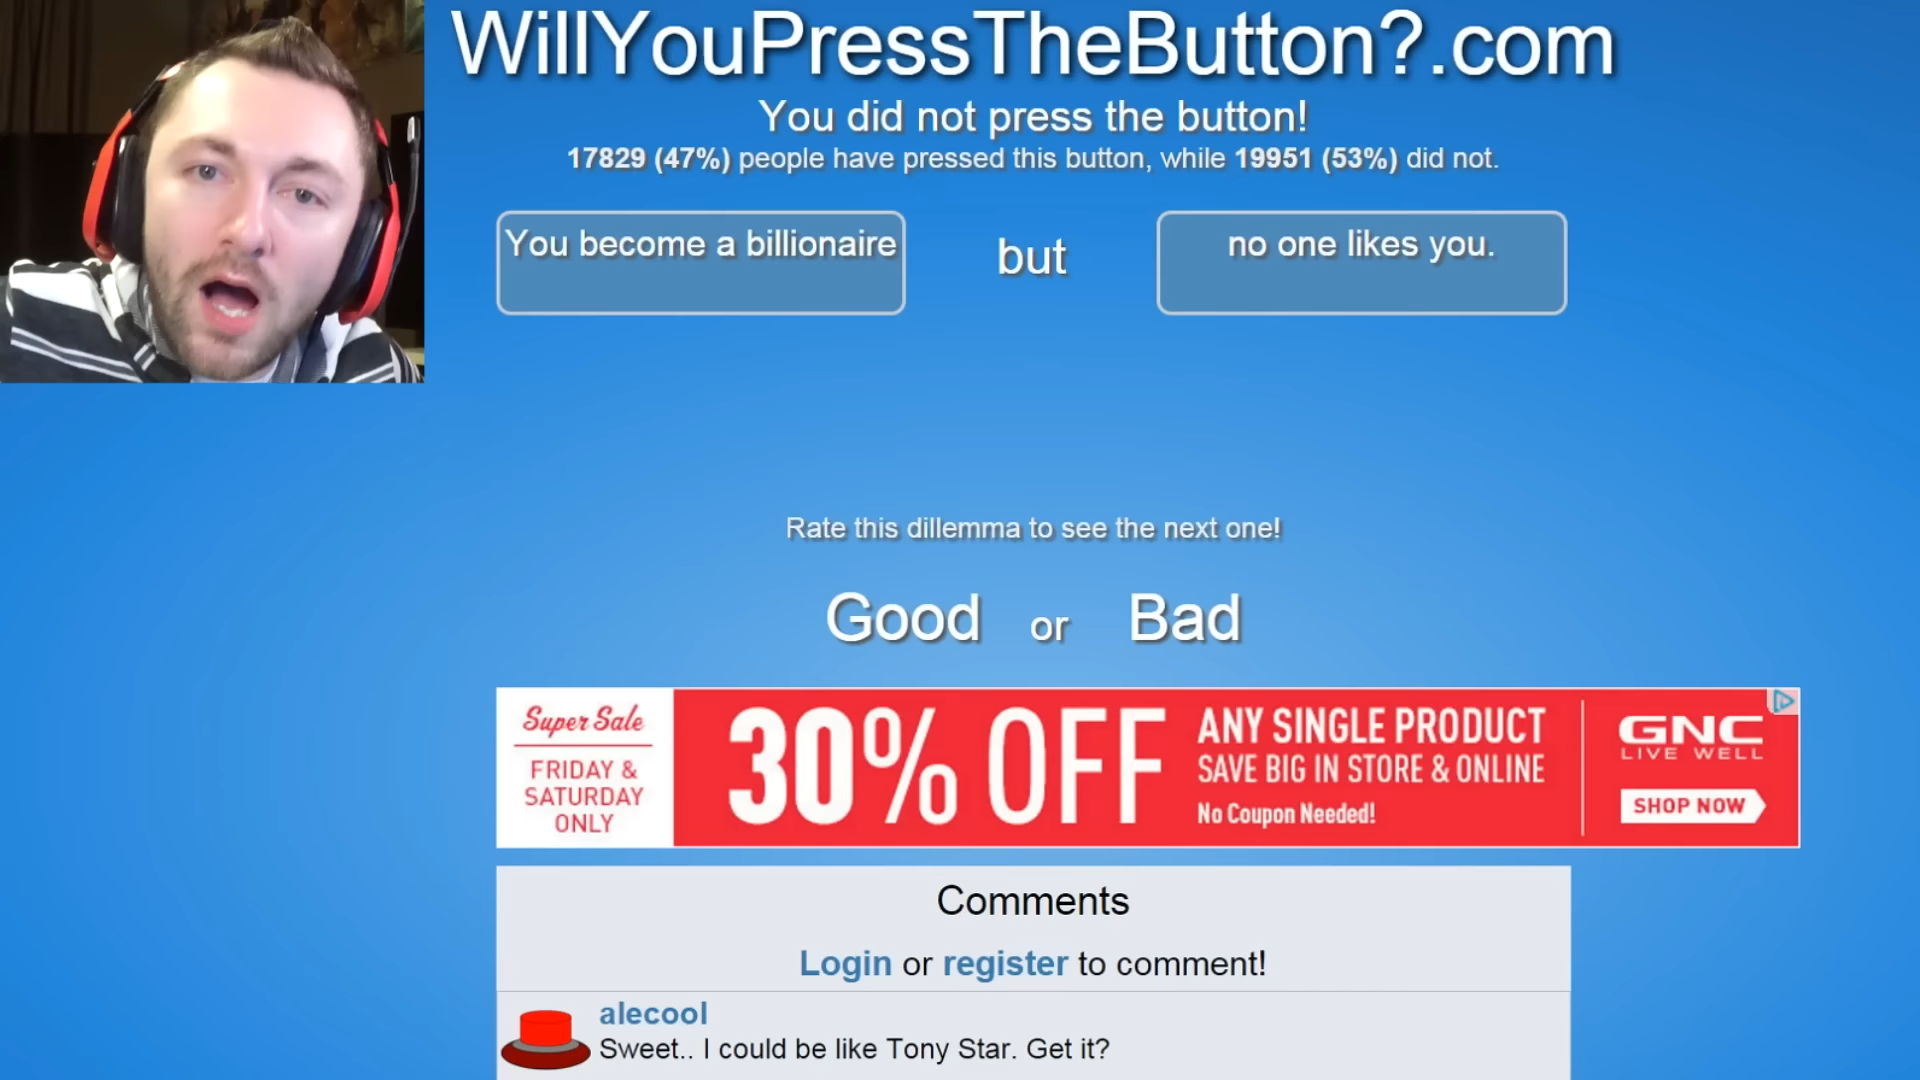 WillYouPressTheButton?.com
You did not press the button!
17829 (47%) people have pressed this button, while 19951 (53%) did not.
You become a billionaire
but
no one likes you.
Rate this dillemma to see the next one!
Good or Bad
Super Sale
FRIDAY &
SATURDAY
ONLY
30% OFF
ANY SINGLE PRODUCT
SAVE BIG IN STORE & ONLINE
No Coupon Needed!
GNC
LIVE WELL
SHOP NOW
Comments
Login or register to comment!
alecool
Sweet.. I could be like Tony Star. Get it?